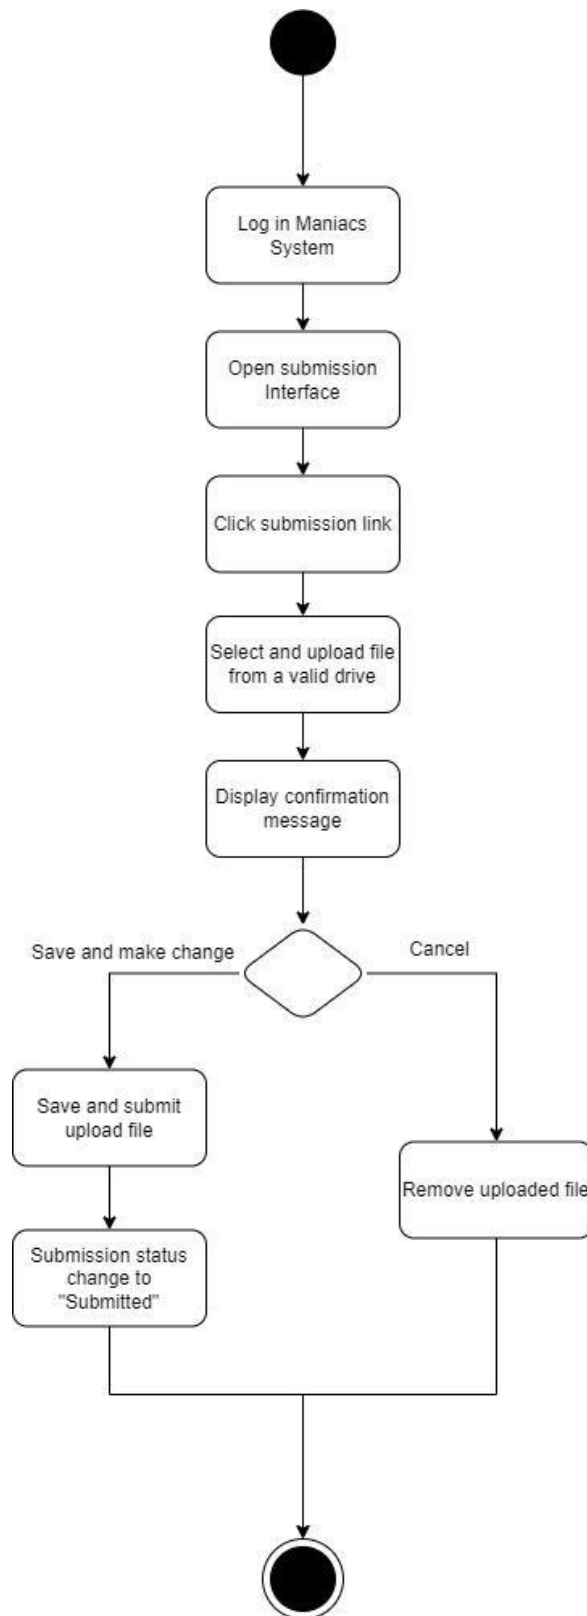 Log in Maniacs
System
Open submission
Interface
Click submission link
Select and upload file
from a valid drive
Display confirmation
message
Save and make change
Cancel
Save and submit
upload file
Remove uploaded file
Submission status
change to
"Submitted"